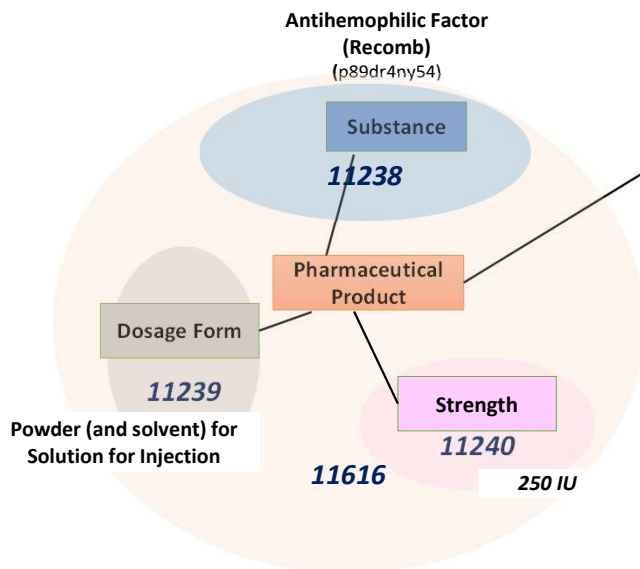 Antihemophilic Factor
(Recomb)
(p89dr4ny54)
Substance
11238
Pharmaceutical
Product
Dosage Form
11239
Powder (and solvent) for
Solution for Injection
Strength
11240
250 IU
11616